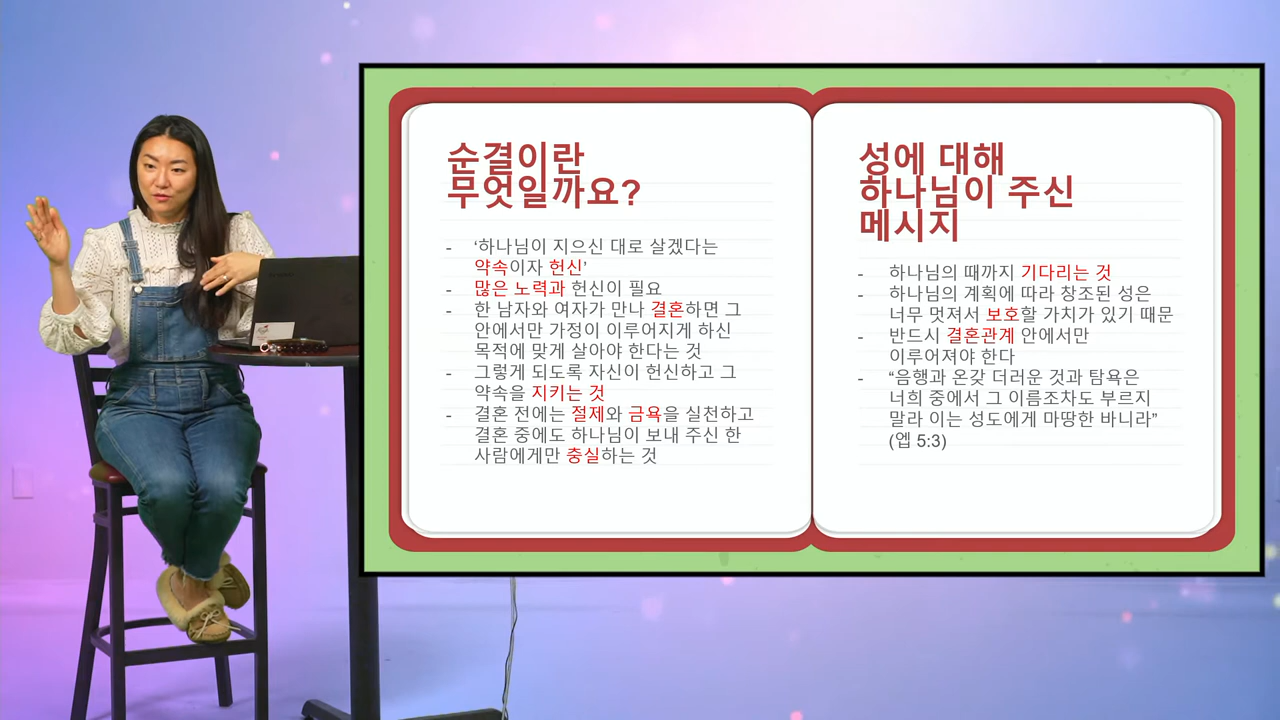 순결이란
무엇일까요?
- ‘하나님이 지으신 대로 살겠다는
약속이자 헌신’
- 많은 노력과 헌신이 필요
- 한 남자와 여자가 만나 결혼하면 그
안에서만 가정이 이루어지게 하신
목적에 맞게 살아야 한다는 것
- 그렇게 되도록 자신이 헌신하고 그
약속을 지키는 것
- 결혼 전에는 절제와 금욕을 실천하고
결혼 중에도 하나님이 보내 주신 한
사람에게만 충실하는 것
성에 대해
하나님이 주신
메시지
- 하나님의 때까지 기다리는 것
- 하나님의 계획에 따라 창조된 성은
너무 멋져서 보호할 가치가 있기 때문
- 반드시 결혼관계 안에서만
이루어져야 한다
- “음행과 온갖 더러운 것과 탐욕은
너희 중에서 그 이름조차도 부르지
말라 이는 성도에게 마땅한 바니라”
(엡 5:3)